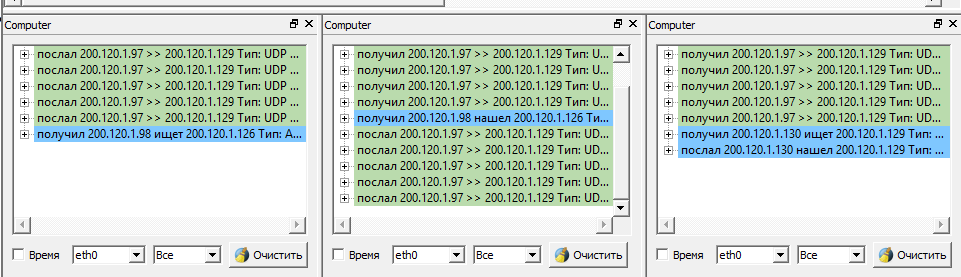 Computer
послал 200.120.1.97 >> 200.120.1.129 Тип: UDP ...
послал 200.120.1.97 >> 200.120.1.129 Тип: UDP ...
послал 200.120.1.97 >> 200.120.1.129 Тип: UDP ...
послал 200.120.1.97 >> 200.120.1.129 Тип: UDP ...
послал 200.120.1.97 >> 200.120.1.129 Тип: UDP ...
получил 200.120.1.98 ищет 200.120.1.126 Тип: A...
Время
eth0
Все
Очистить
Computer
получил 200.120.1.97 >> 200.120.1.129 Тип: U...
получил 200.120.1.97 >> 200.120.1.129 Тип: U...
получил 200.120.1.97 >> 200.120.1.129 Тип: U...
получил 200.120.1.97 >> 200.120.1.129 Тип: U...
получил 200.120.1.98 нашел 200.120.1.126 Ти...
послал 200.120.1.97 >> 200.120.1.129 Тип: UD...
послал 200.120.1.97 >> 200.120.1.129 Тип: UD...
послал 200.120.1.97 >> 200.120.1.129 Тип: UD...
послал 200.120.1.97 >> 200.120.1.129 Тип: UD...
послал 200.120.1.97 >> 200.120.1.129 Тип: UD...
Время
eth0
Все
Очистить
Computer
получил 200.120.1.97 >> 200.120.1.129 Тип: UD...
получил 200.120.1.97 >> 200.120.1.129 Тип: UD...
получил 200.120.1.97 >> 200.120.1.129 Тип: UD...
получил 200.120.1.97 >> 200.120.1.129 Тип: UD...
получил 200.120.1.97 >> 200.120.1.129 Тип: UD...
получил 200.120.1.130 ищет 200.120.1.129 Тип: ...
послал 200.120.1.130 нашел 200.120.1.129 Тип: ...
Время
eth0
Все
Очистить